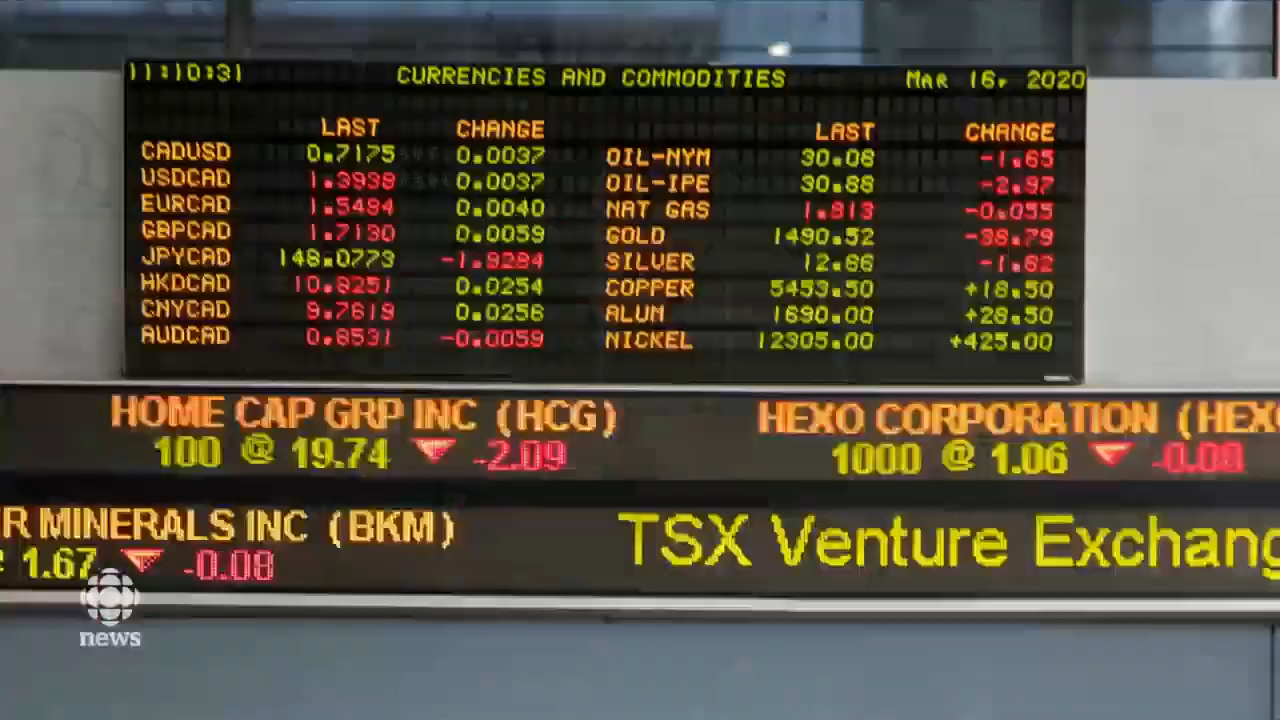 11:10:31 CURRENCIES AND COMMODITIES MAR 16, 2020
LAST CHANGE LAST CHANGE
CADUSD 0.7175 0.0037 OIL-NYM 30.08 -1.65
USDCAD 1.3938 0.0037 OIL-IPE 30.88 -2.97
EURCAD 1.5484 0.0040 NAT GAS 1.813 -0.055
GBPCAD 1.7130 0.0059 GOLD 1490.52 -38.79
JPYCAD 148.0773 -1.9284 SILVER 12.86 -1.82
HKDCAD 10.8251 0.0254 COPPER 5453.50 +18.50
CNYCAD 9.7619 0.0256 ALUM 1690.00 +28.50
AUDCAD 0.8531 -0.0059 NICKEL 12305.00 +425.00
HOME CAP GRP INC (HCG) HEXO CORPORATION (HEX
100 @ 19.74 -2.09 1000 @ 1.06 -0.08
R MINERALS INC (BKM) TSX Venture Exchang
1.67 -0.08
news